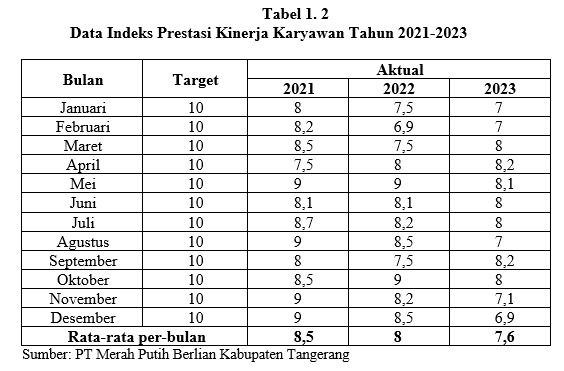 Tabel 1. 2
Data Indeks Prestasi Kinerja Karyawan Tahun 2021-2023
Bulan Target Aktual
2021 2022 2023
Januari 10 8 7,5 7
Februari 10 8,2 6,9 7
Maret 10 8,5 7,5 8
April 10 7,5 8 8,2
Mei 10 9 9 8,1
Juni 10 8,1 8,1 8
Juli 10 8,7 8,2 8
Agustus 10 9 8,5 7
September 10 8 7,5 8,2
Oktober 10 8,5 9 8
November 10 9 8,2 7,1
Desember 10 9 8,5 6,9
Rata-rata per-bulan 8,5 8 7,6
Sumber: PT Merah Putih Berlian Kabupaten Tangerang